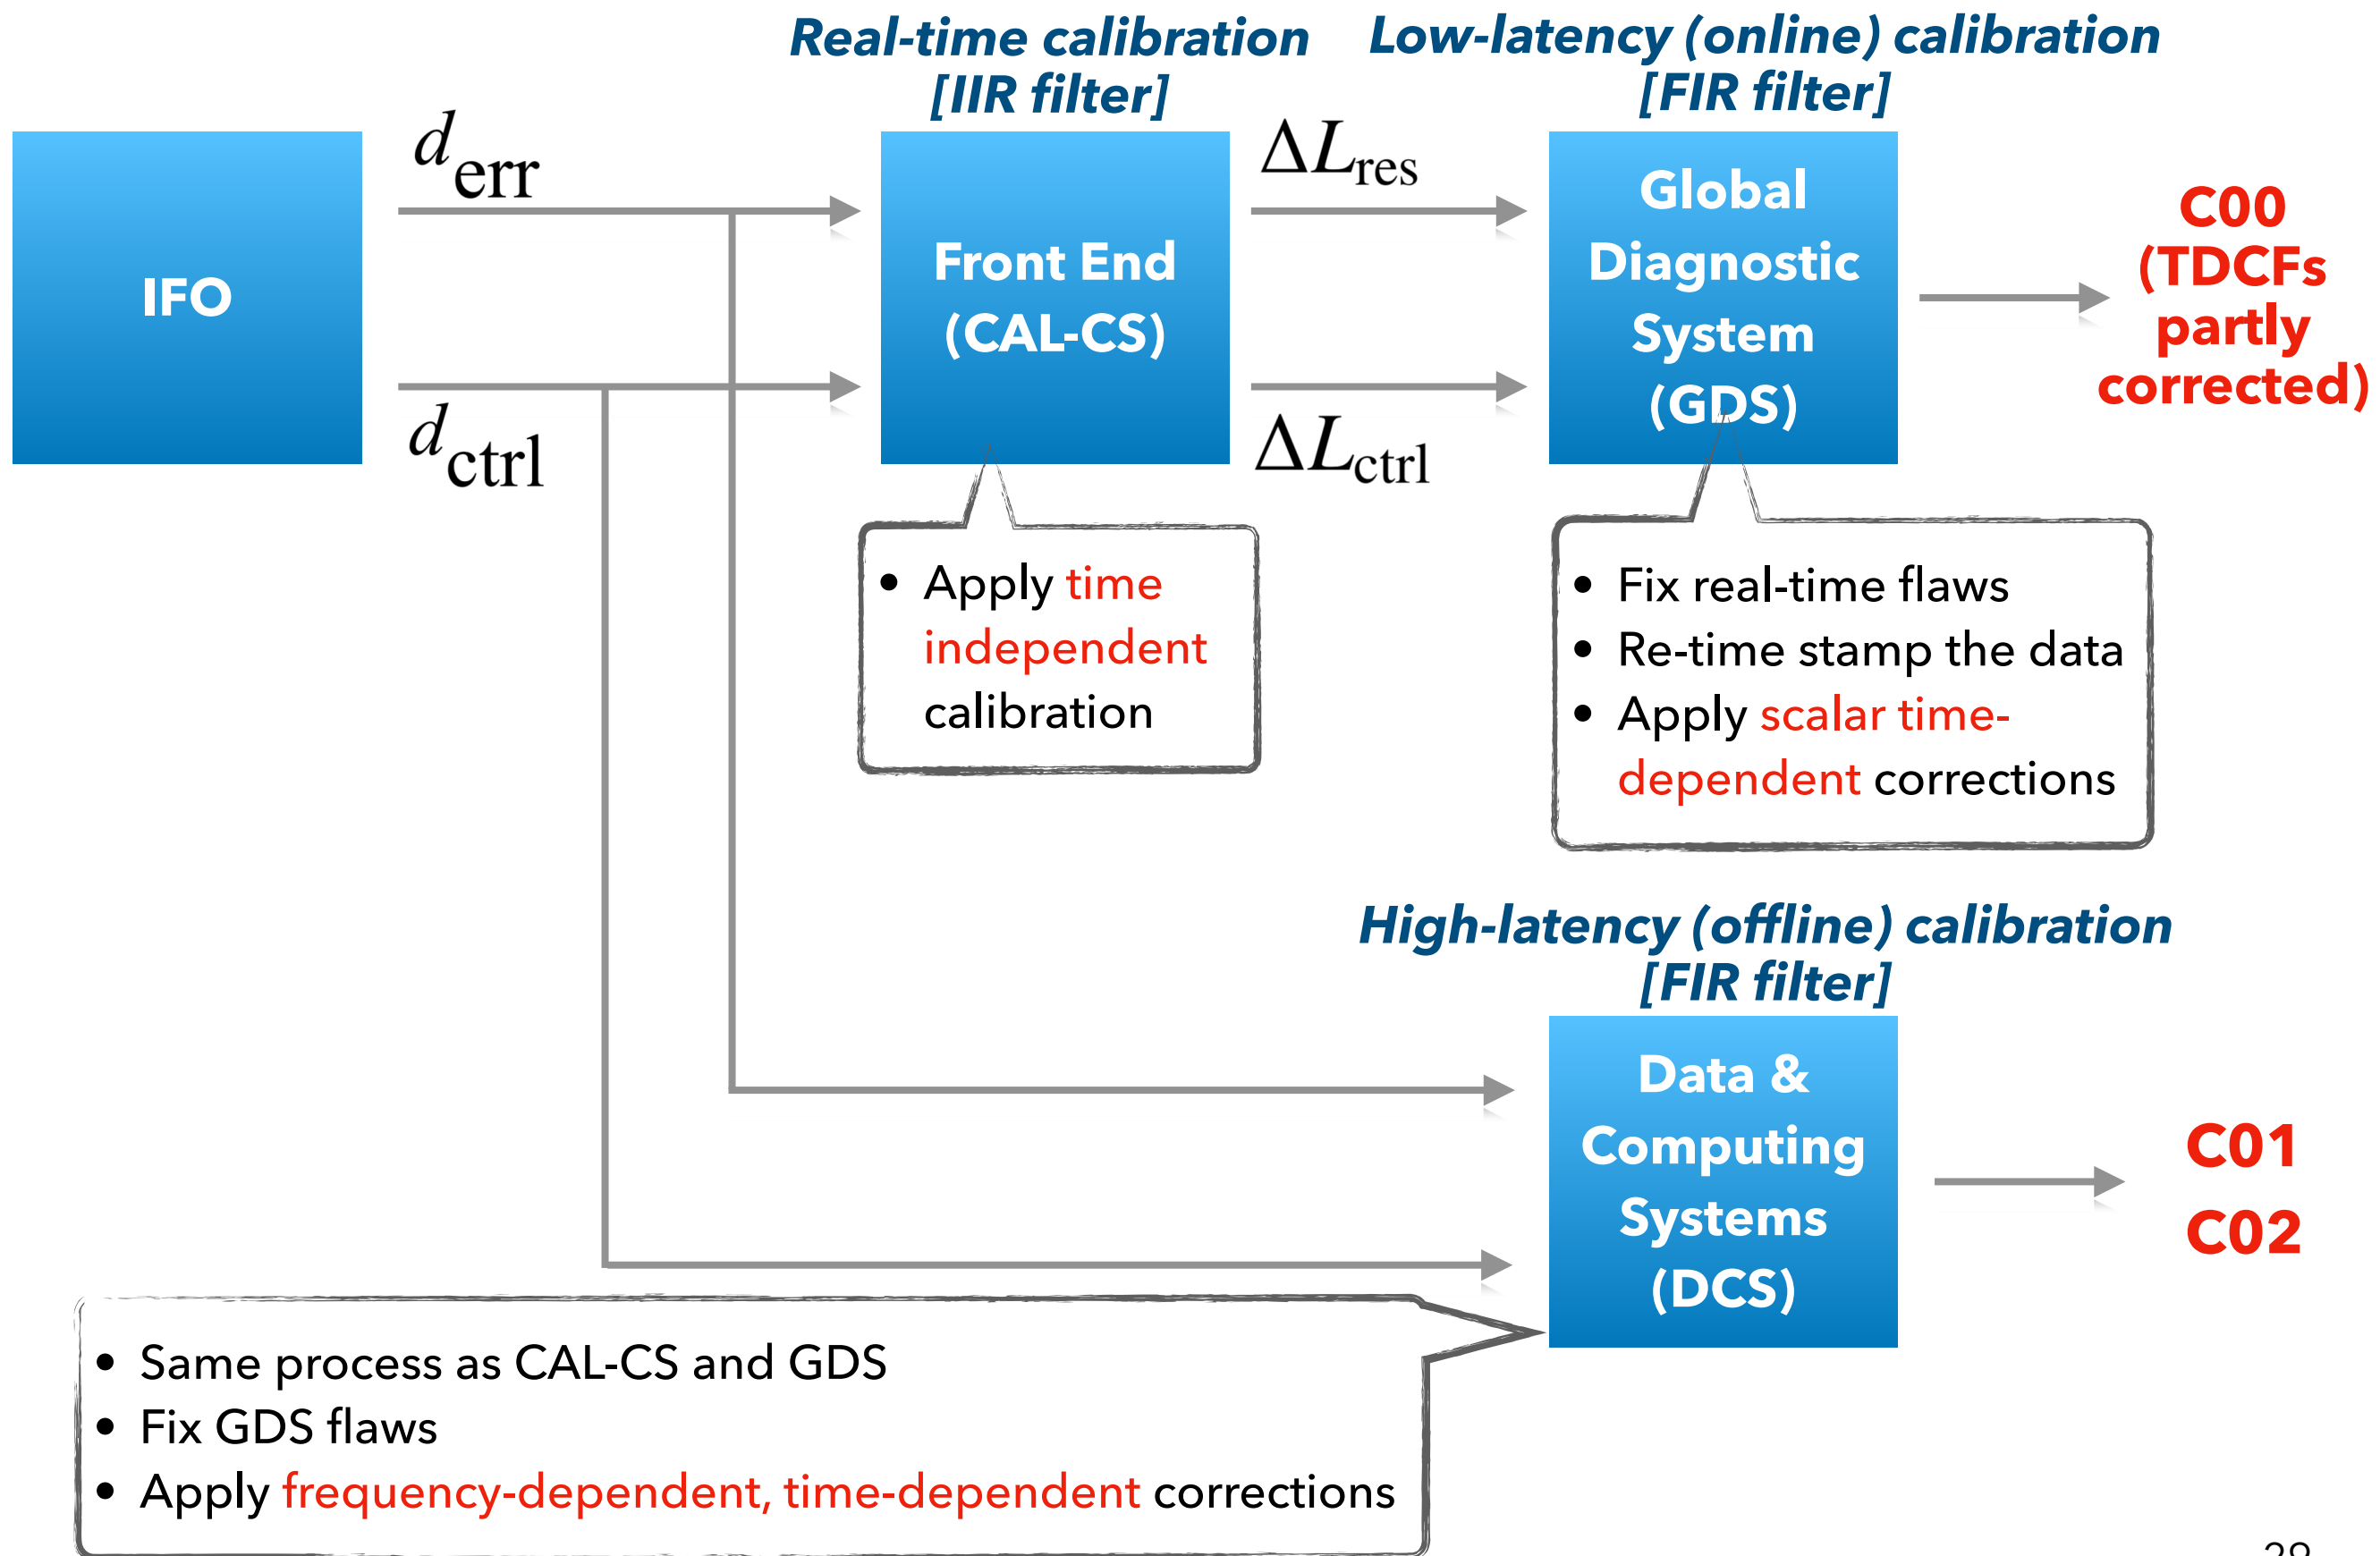 Real-time calibration
[IIR filter]
Low-latency (online) calibration
[FIR filter]
IFO
d_err
d_ctrl
Front End
(CAL-CS)
ΔL_res
ΔL_ctrl
Global
Diagnostic
System
(GDS)
C00
(TDCFs
partly
corrected)
• Apply time
independent
calibration
• Fix real-time flaws
• Re-time stamp the data
• Apply scalar time-
dependent corrections
High-latency (offline) calibration
[FIR filter]
Data &
Computing
Systems
(DCS)
C01
C02
• Same process as CAL-CS and GDS
• Fix GDS flaws
• Apply frequency-dependent, time-dependent corrections